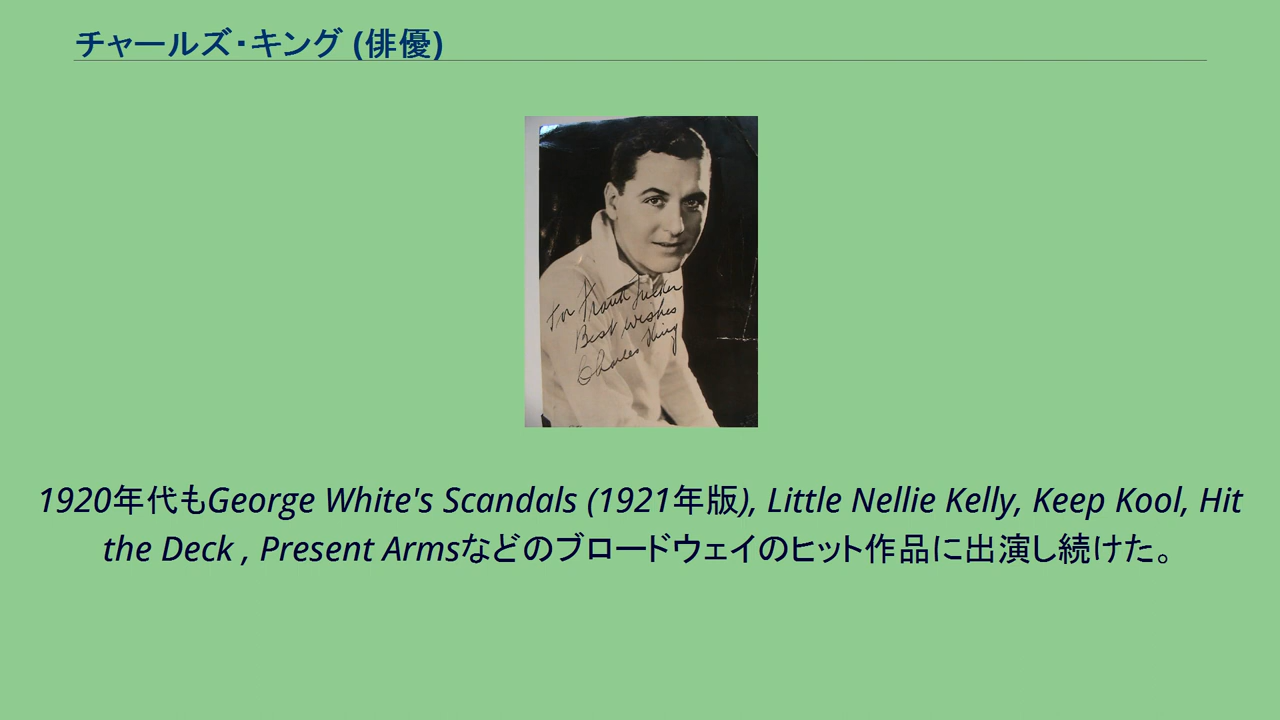 チャールズ・キング (俳優)
For Frank Tucker
Best wishes
Charles King
1920年代もGeorge White's Scandals (1921年版), Little Nellie Kelly, Keep Kool, Hit
the Deck , Present Armsなどのブロードウェイのヒット作品に出演し続けた。